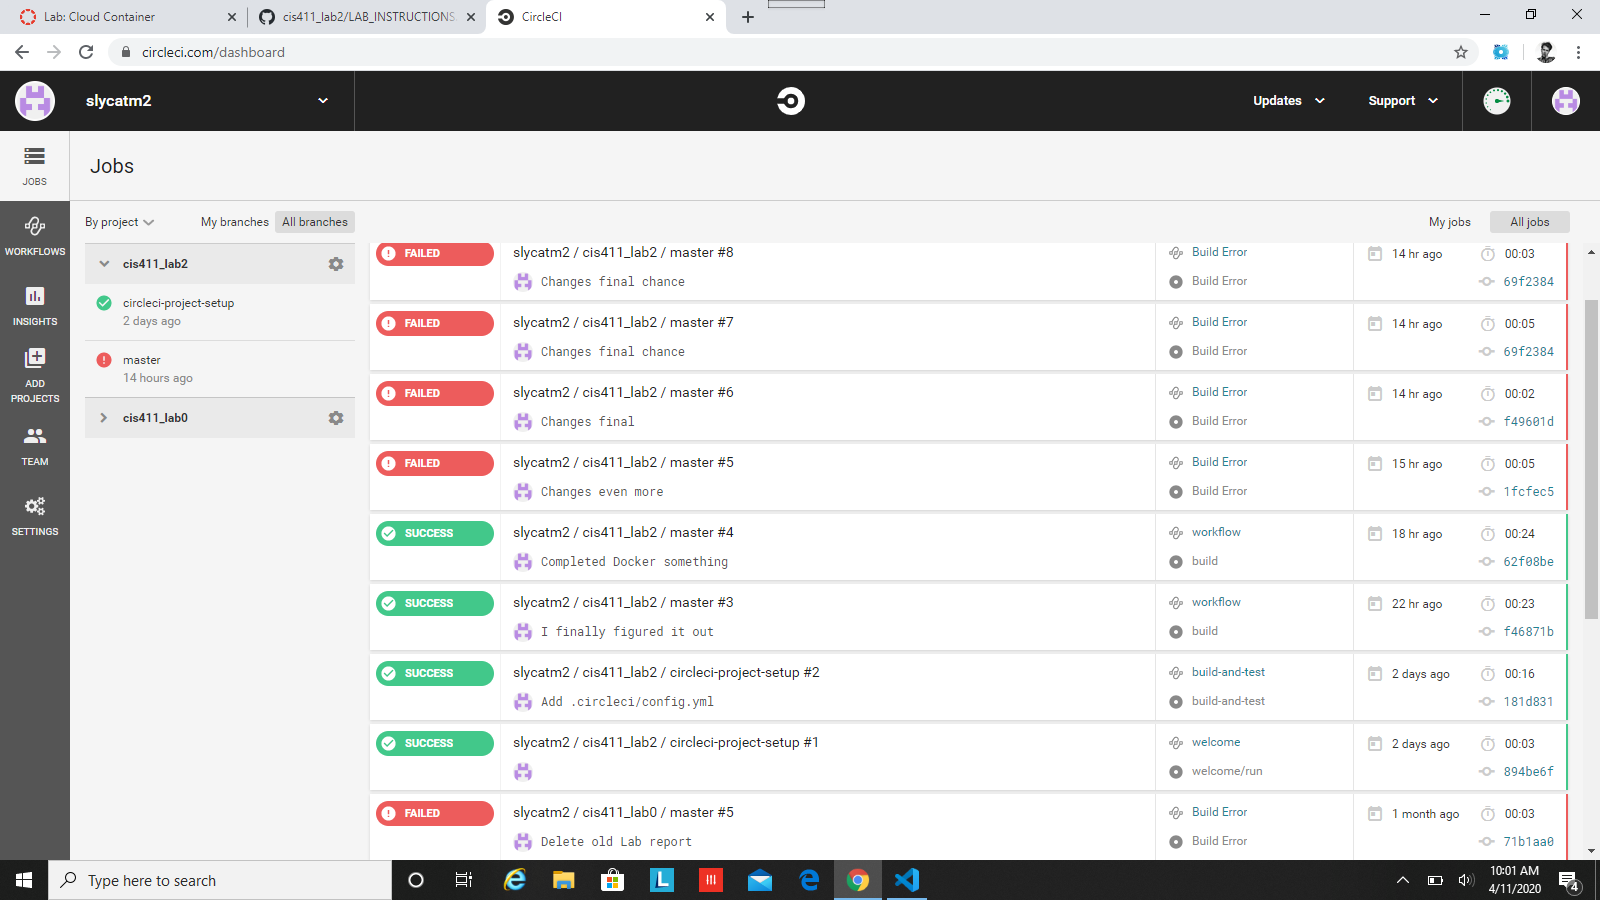 Lab: Cloud Container
cis411_lab2/LAB_INSTRUCTIONS
CircleCI
circleci.com/dashboard
slycatm2
Updates
Support
JOBS
Jobs
By project
My branches
All branches
My jobs
All jobs
WORKFLOWS
INSIGHTS
ADD
PROJECTS
TEAM
SETTINGS
cis411_lab2
circleci-project-setup
2 days ago
master
14 hours ago
cis411_lab0
FAILED
slycatm2 / cis411_lab2 / master #8
Build Error
14 hr ago
00:03
Changes final chance
Build Error
69f2384
FAILED
slycatm2 / cis411_lab2 / master #7
Build Error
14 hr ago
00:05
Changes final chance
Build Error
69f2384
FAILED
slycatm2 / cis411_lab2 / master #6
Build Error
14 hr ago
00:02
Changes final
Build Error
f49601d
FAILED
slycatm2 / cis411_lab2 / master #5
Build Error
15 hr ago
00:05
Changes even more
Build Error
1fcfec5
SUCCESS
slycatm2 / cis411_lab2 / master #4
workflow
18 hr ago
00:24
Completed Docker something
build
62f08be
SUCCESS
slycatm2 / cis411_lab2 / master #3
workflow
22 hr ago
00:23
I finally figured it out
build
f46871b
SUCCESS
slycatm2 / cis411_lab2 / circleci-project-setup #2
build-and-test
2 days ago
00:16
Add .circleci/config.yml
build-and-test
181d831
SUCCESS
slycatm2 / cis411_lab2 / circleci-project-setup #1
welcome
2 days ago
00:03
welcome/run
894be6f
FAILED
slycatm2 / cis411_lab0 / master #5
Build Error
1 month ago
00:03
Delete old Lab report
Build Error
71b1aa0
Type here to search
L
10:01 AM
4/11/2020
4